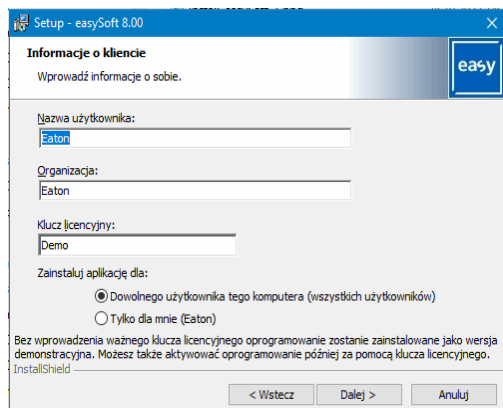 Setup - easySoft 8.00
Informacje o kliencie
Wprowadź informacje o sobie.
easy
Nazwa użytkownika:
Eaton
Organizacja:
Eaton
Klucz licencyjny:
Demo
Zainstaluj aplikację dla:
Dowolnego użytkownika tego komputera (wszystkich użytkowników)
Tylko dla mnie (Eaton)
Bez wprowadzenia ważnego klucza licencyjnego oprogramowanie zostanie zainstalowane jako wersja
demonstracyjna. Możesz także aktywować oprogramowanie później za pomocą klucza licencyjnego.
InstallShield
< Wstecz
Dalej >
Anuluj